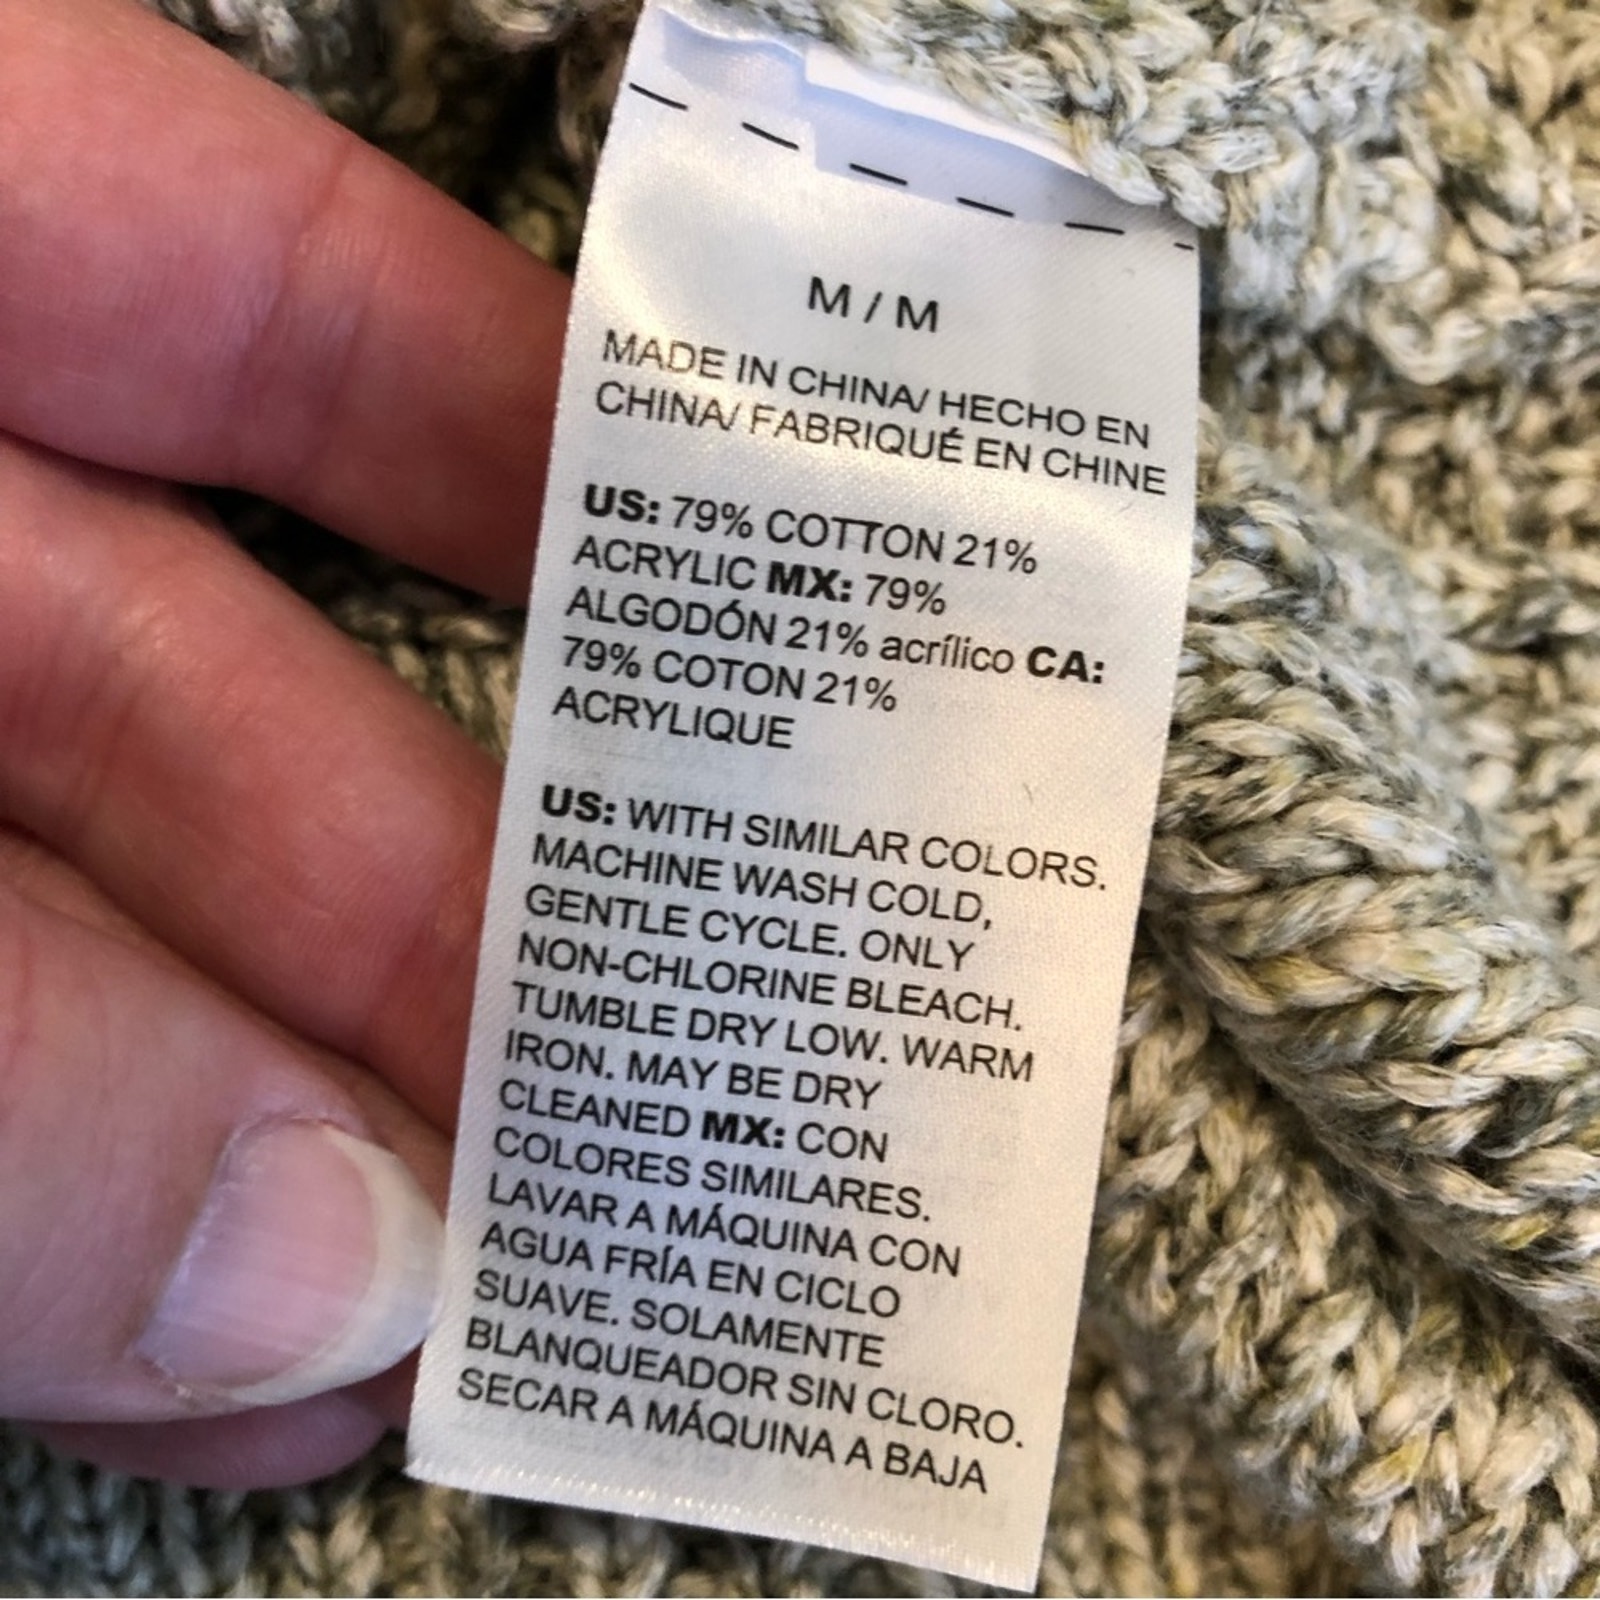 M / M
MADE IN CHINA/ HECHO EN
CHINA/ FABRIQUÉ EN CHINE
US: 79% COTTON 21%
ACRYLIC MX: 79%
ALGODÓN 21% acrílico CA:
79% COTON 21%
ACRYLIQUE
US: WITH SIMILAR COLORS.
MACHINE WASH COLD,
GENTLE CYCLE. ONLY
NON-CHLORINE BLEACH.
TUMBLE DRY LOW. WARM
IRON. MAY BE DRY
CLEANED MX: CON
COLORES SIMILARES.
LAVAR A MÁQUINA CON
AGUA FRÍA EN CICLO
SUAVE. SOLAMENTE
BLANQUEADOR SIN CLORO.
SECAR A MÁQUINA A BAJA